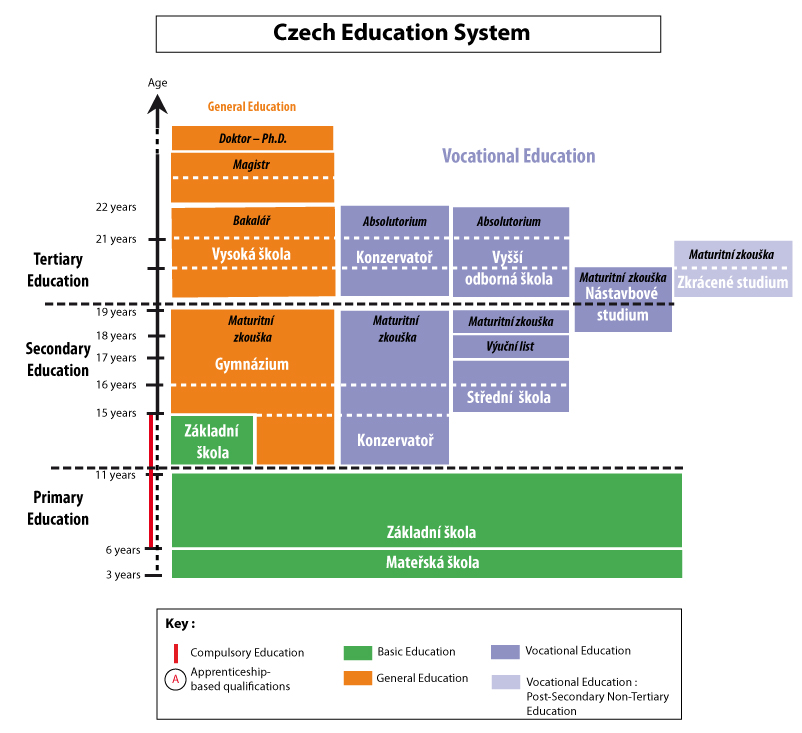 Czech Education System
Age
General Education
Vocational Education
Doktor – Ph.D.
Magistr
22 years
Bakalář
Absolutorium
Absolutorium
21 years
Tertiary
Education
Vysoká škola
Konzervatoř
Vyšší
odborná škola
Maturitní zkouška
Zkrácené studium
Maturitní zkouška
Nástavbové
studium
19 years
18 years
17 years
16 years
15 years
Secondary
Education
Maturitní
zkouška
Gymnázium
Maturitní
zkouška
Maturitní zkouška
Výuční list
Střední škola
Základní
škola
Konzervatoř
11 years
Primary
Education
Základní škola
6 years
Mateřská škola
3 years
Key :
Compulsory Education
A
Apprenticeship-
based qualifications
Basic Education
General Education
Vocational Education
Vocational Education :
Post-Secondary Non-Tertiary
Education